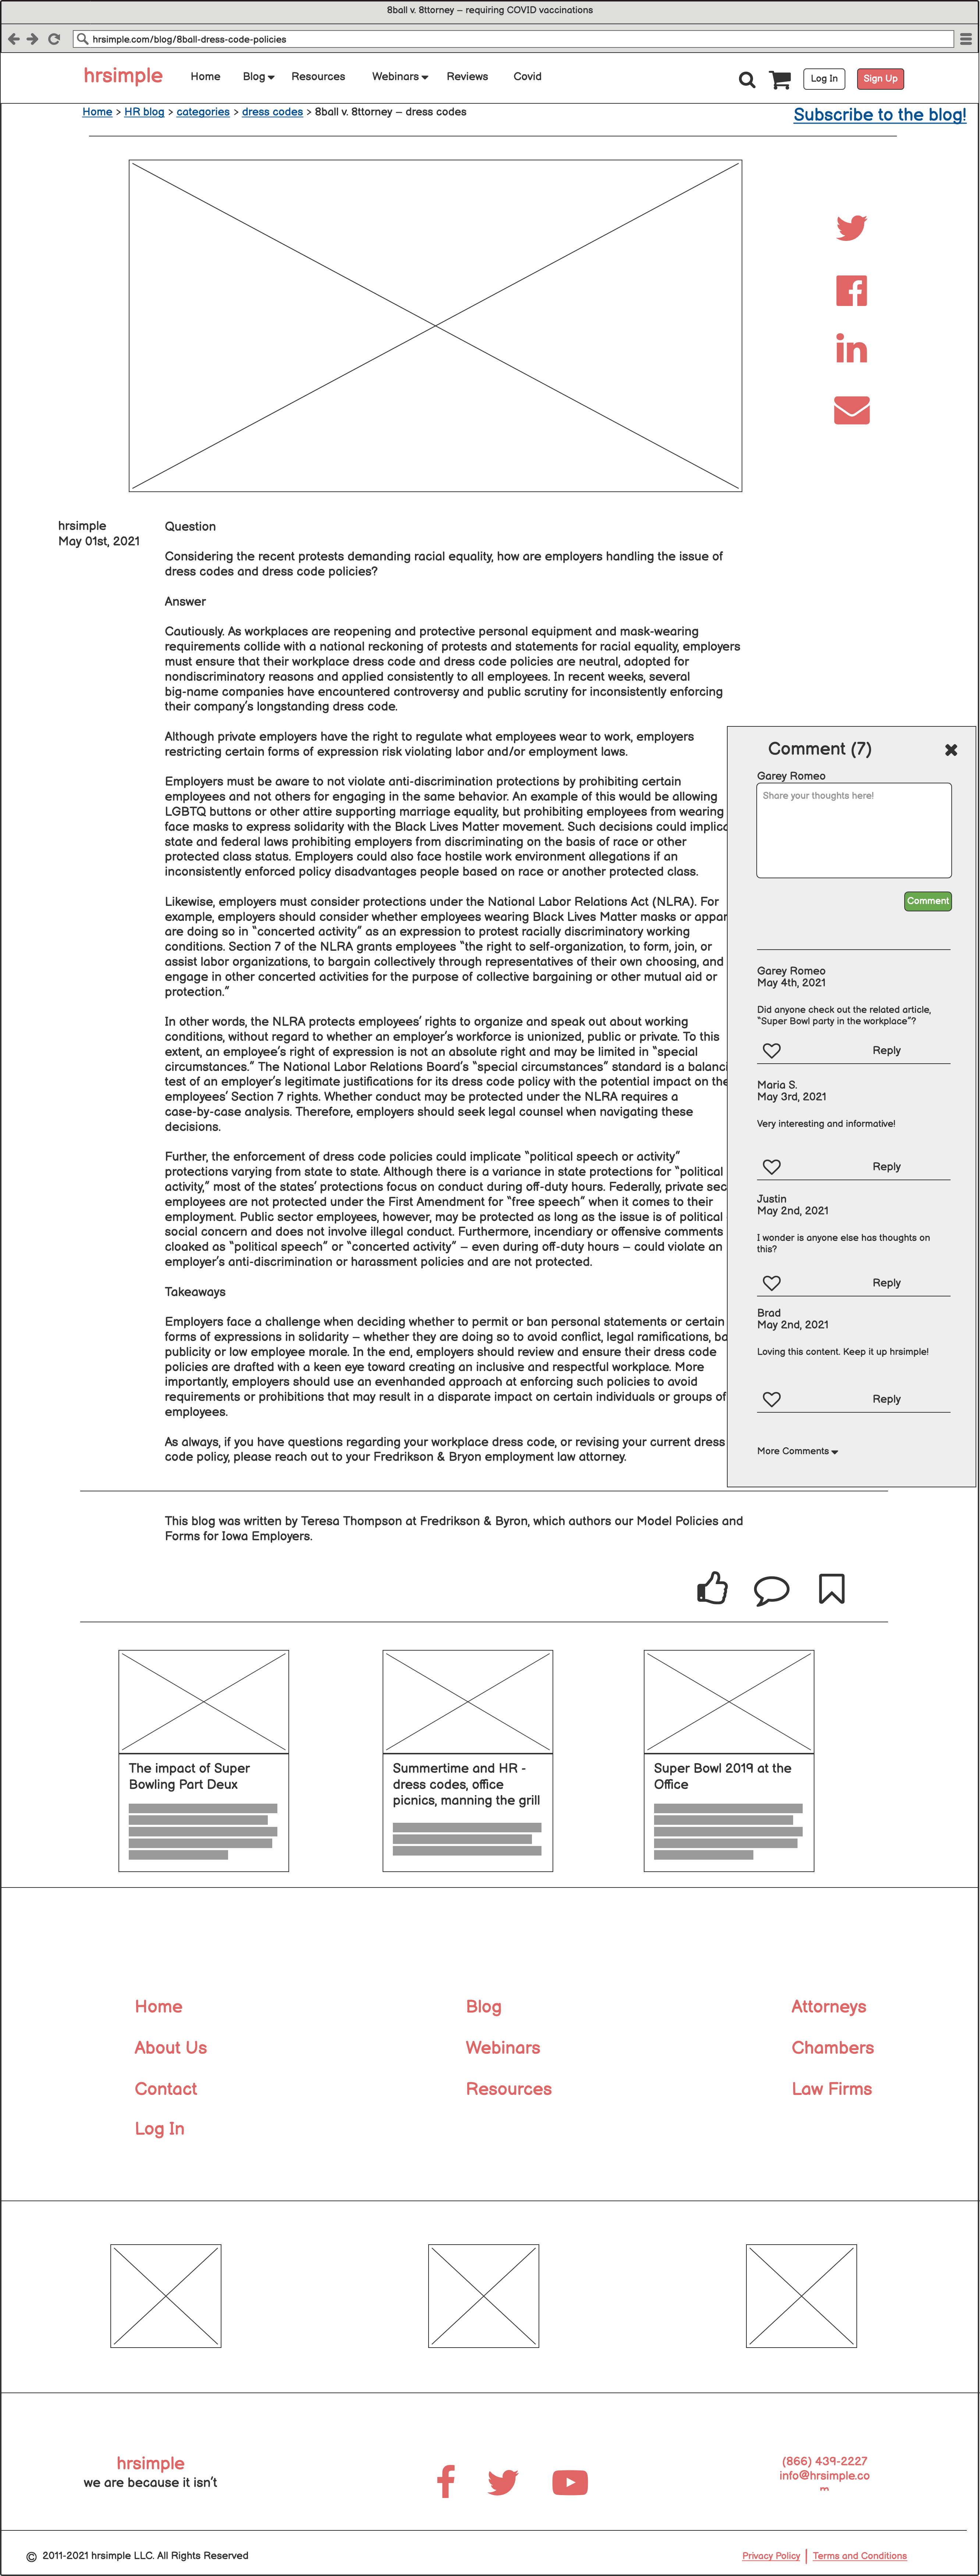 8ball v. 8ttorney – requiring COVID vaccinations
hrsimple.com/blog/8ball-dress-code-policies
hrsimple Home Blog Resources Webinars Reviews Covid Log In Sign Up
Home > HR blog > categories > dress codes > 8ball v. 8ttorney – dress codes
Subscribe to the blog!
hrsimple
May 01st, 2021
Question
Considering the recent protests demanding racial equality, how are employers handling the issue of
dress codes and dress code policies?
Answer
Cautiously. As workplaces are reopening and protective personal equipment and mask-wearing
requirements collide with a national reckoning of protests and statements for racial equality, employers
must ensure that their workplace dress code and dress code policies are neutral, adopted for
nondiscriminatory reasons and applied consistently to all employees. In recent weeks, several
big-name companies have encountered controversy and public scrutiny for inconsistently enforcing
their company's longstanding dress code.
Although private employers have the right to regulate what employees wear to work, employers
restricting certain forms of expression risk violating labor and/or employment laws.
Employers must be aware to not violate anti-discrimination protections by prohibiting certain
employees and not others for engaging in the same behavior. An example of this would be allowing
LGBTQ buttons or other attire supporting marriage equality, but prohibiting employees from wearing
face masks to express solidarity with the Black Lives Matter movement. Such decisions could implica
state and federal laws prohibiting employers from discriminating on the basis of race or other
protected class status. Employers could also face hostile work environment allegations if an
inconsistently enforced policy disadvantages people based on race or another protected class.
Likewise, employers must consider protections under the National Labor Relations Act (NLRA). For
example, employers should consider whether employees wearing Black Lives Matter masks or appar
are doing so in "concerted activity" as an expression to protest racially discriminatory working
conditions. Section 7 of the NLRA grants employees "the right to self-organization, to form, join, or
assist labor organizations, to bargain collectively through representatives of their own choosing, and
engage in other concerted activities for the purpose of collective bargaining or other mutual aid or
protection."
In other words, the NLRA protects employees' rights to organize and speak out about working
conditions, without regard to whether an employer's workforce is unionized, public or private. To this
extent, an employee's right of expression is not an absolute right and may be limited in "special
circumstances." The National Labor Relations Board's "special circumstances" standard is a balanci
test of an employer's legitimate justifications for its dress code policy with the potential impact on the
employees' Section 7 rights. Whether conduct may be protected under the NLRA requires a
case-by-case analysis. Therefore, employers should seek legal counsel when navigating these
decisions.
Further, the enforcement of dress code policies could implicate "political speech or activity"
protections varying from state to state. Although there is a variance in state protections for "political
activity," most of the states' protections focus on conduct during off-duty hours. Federally, private sec
employees are not protected under the First Amendment for "free speech" when it comes to their
employment. Public sector employees, however, may be protected as long as the issue is of political
social concern and does not involve illegal conduct. Furthermore, incendiary or offensive comments
cloaked as "political speech" or "concerted activity" – even during off-duty hours – could violate an
employer's anti-discrimination or harassment policies and are not protected.
Takeaways
Employers face a challenge when deciding whether to permit or ban personal statements or certain
forms of expressions in solidarity – whether they are doing so to avoid conflict, legal ramifications, ba
publicity or low employee morale. In the end, employers should review and ensure their dress code
policies are drafted with a keen eye toward creating an inclusive and respectful workplace. More
importantly, employers should use an evenhanded approach at enforcing such policies to avoid
requirements or prohibitions that may result in a disparate impact on certain individuals or groups of
employees.
As always, if you have questions regarding your workplace dress code, or revising your current dress
code policy, please reach out to your Fredrikson & Bryon employment law attorney.
Comment (7)
Garey Romeo
Share your thoughts here!
Comment
Garey Romeo
May 4th, 2021
Did anyone check out the related article,
"Super Bowl party in the workplace"?
Reply
Maria S.
May 3rd, 2021
Very interesting and informative!
Reply
Justin
May 2nd, 2021
I wonder is anyone else has thoughts on
this?
Reply
Brad
May 2nd, 2021
Loving this content. Keep it up hrsimple!
Reply
More Comments
This blog was written by Teresa Thompson at Fredrikson & Byron, which authors our Model Policies and
Forms for Iowa Employers.
The impact of Super
Bowling Part Deux
Summertime and HR -
dress codes, office
picnics, manning the grill
Super Bowl 2019 at the
Office
Home Blog Attorneys
About Us Webinars Chambers
Contact Resources Law Firms
Log In
hrsimple
we are because it isn't
(866) 439-2227
info@hrsimple.co
m
© 2011-2021 hrsimple LLC. All Rights Reserved
Privacy Policy | Terms and Conditions